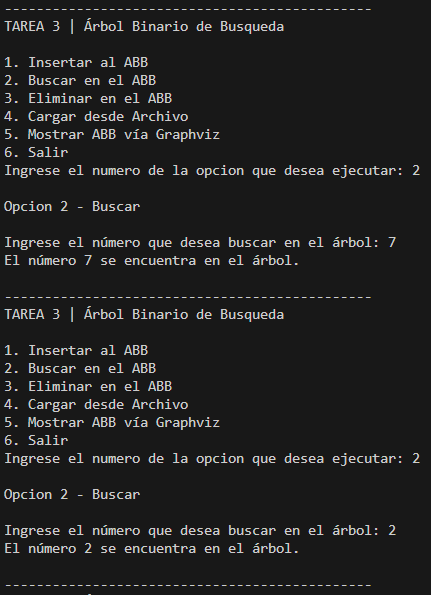 ----------------------------------------------
TAREA 3 | Árbol Binario de Busqueda
1. Insertar al ABB
2. Buscar en el ABB
3. Eliminar en el ABB
4. Cargar desde Archivo
5. Mostrar ABB vía Graphviz
6. Salir
Ingrese el numero de la opcion que desea ejecutar: 2
Opcion 2 - Buscar
Ingrese el número que desea buscar en el árbol: 7
El número 7 se encuentra en el árbol.
----------------------------------------------
TAREA 3 | Árbol Binario de Busqueda
1. Insertar al ABB
2. Buscar en el ABB
3. Eliminar en el ABB
4. Cargar desde Archivo
5. Mostrar ABB vía Graphviz
6. Salir
Ingrese el numero de la opcion que desea ejecutar: 2
Opcion 2 - Buscar
Ingrese el número que desea buscar en el árbol: 2
El número 2 se encuentra en el árbol.
----------------------------------------------